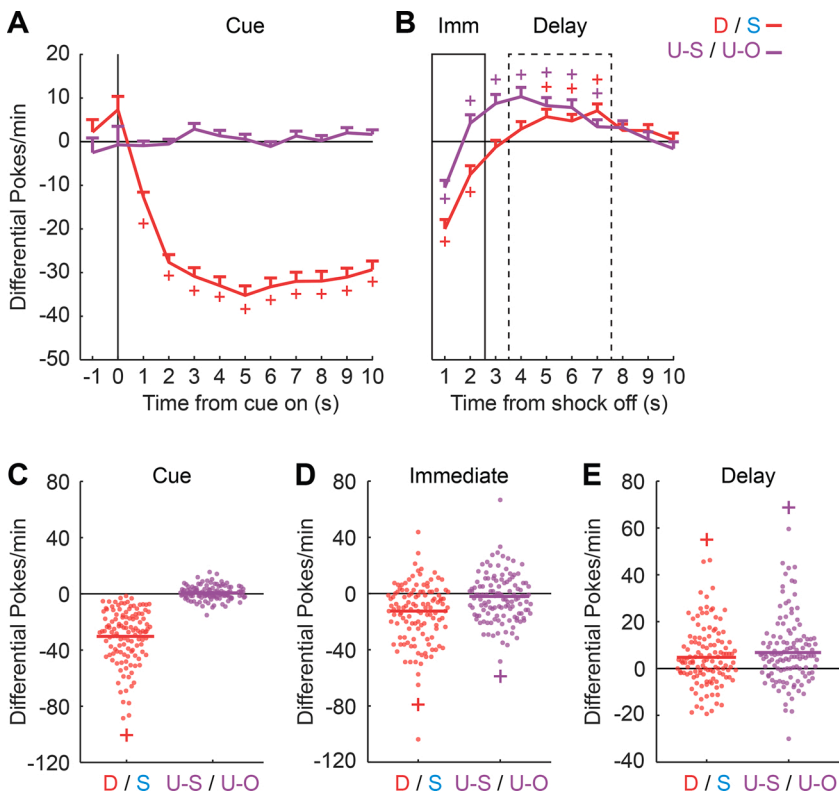 A
Cue
B
Imm
Delay
D / S
U-S / U-O
Differential Pokes/min
20
10
0
-10
-20
-30
-40
-50
-1 0 1 2 3 4 5 6 7 8 9 10
Time from cue on (s)
1 2 3 4 5 6 7 8 9 10
Time from shock off (s)
C
Cue
Differential Pokes/min
80
40
0
-40
-80
-120
D / S
U-S / U-O
D
Immediate
Differential Pokes/min
80
40
0
-40
-80
-120
D / S
U-S / U-O
E
Delay
Differential Pokes/min
80
60
40
20
0
-20
-40
D / S
U-S / U-O